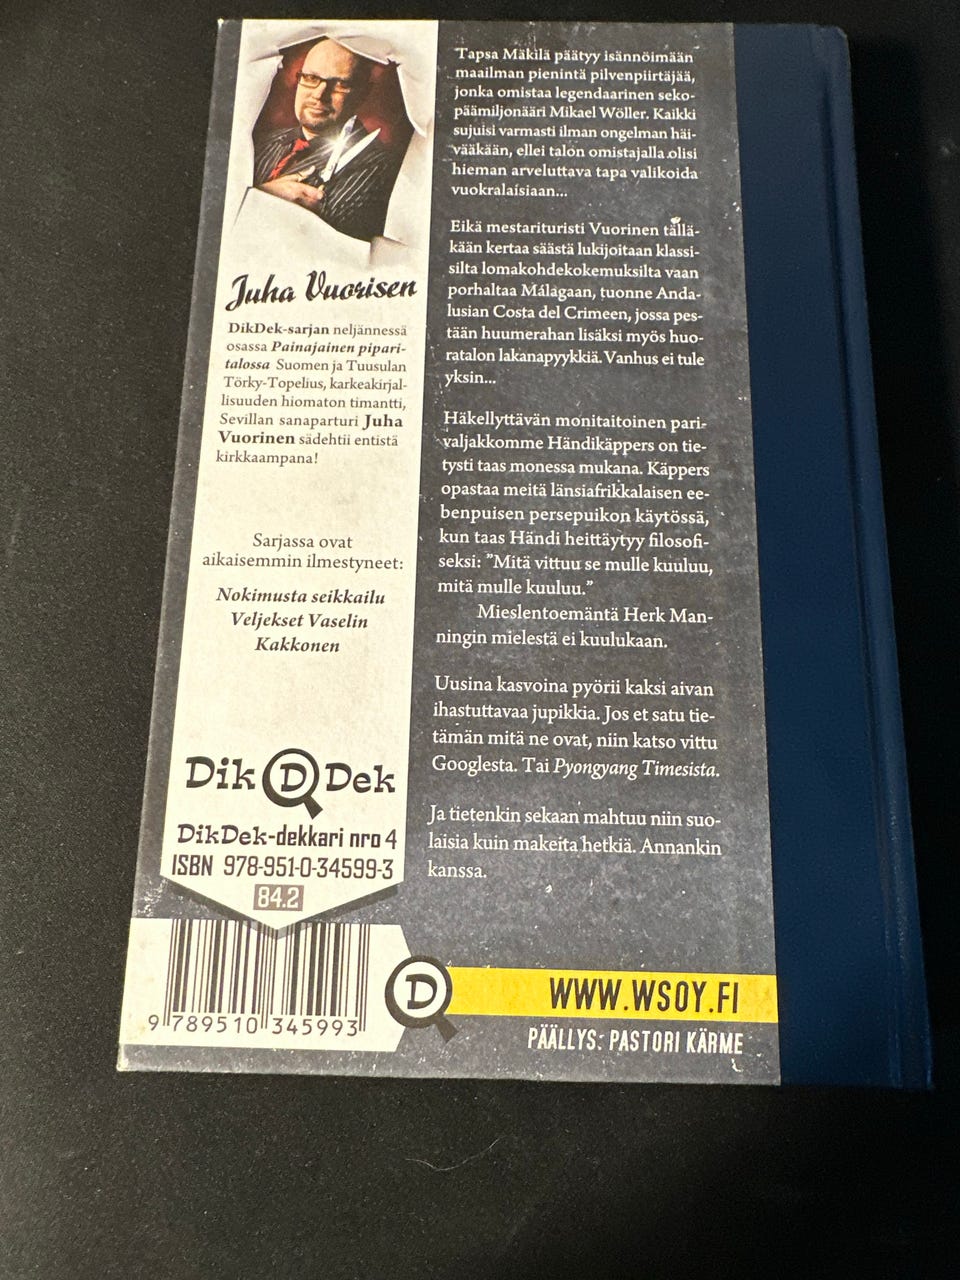 Juha Vuorisen
DikDek-sarjan neljännessä
osassa Painajainen pipari-
talossa Suomen ja Tuusulan
Törky-Topelius, karkeakirjal-
lisuuden hiomaton timantti,
Sevillan sanaparturi Juha
Vuorinen sädehtii entistä
kirkkaampana!
Sarjassa ovat
aikaisemmin ilmestyneet:
Nokimusta seikkailu
Veljekset Vaselin
Kakkonen
Dik D Dek
DikDek-dekkari nro 4
ISBN 978-951-0-34599-3
84.2
9 789510 345993
Tapsa Mäkilä päätyy isännöimään
maailman pienintä pilvenpiirtäjää,
jonka omistaa legendaarinen seko-
päämiljonääri Mikael Wöller. Kaikki
sujuisi varmasti ilman ongelman häi-
vääkään, ellei talon omistajalla olisi
hieman arveluttava tapa valikoida
vuokralaisiaan...
Eikä mestarituristi Vuorinen tällä-
kään kertaa säästä lukijoitaan klassi-
silta lomakohdekokemuksilta vaan
porhaltaa Málagaan, tuonne Anda-
lusian Costa del Crimeen, jossa pes-
tään huumerahan lisäksi myös huo-
ratalon lakanapyykkiä. Vanhus ei tule
yksin...
Häkellyttävän monitaitoinen pari-
valjakkomme Händikäppers on tie-
tysti taas monessa mukana. Käppers
opastaa meitä länsiafrikkalaisen ee-
benpuisen persepuikon käytössä,
kun taas Händi heittäytyy filosofi-
seksi: ”Mitä vittuu se mulle kuuluu,
mitä mulle kuuluu.”
Mieslentoemäntä Herk Man-
ningin mielestä ei kuulukaan.
Uusina kasvoina pyörii kaksi aivan
ihastuttavaa jupikkia. Jos et satu tie-
tämän mitä ne ovat, niin katso vittu
Googlesta. Tai Pyongyang Timesista.
Ja tietenkin sekaan mahtuu niin suo-
laisia kuin makeita hetkiä. Annankin
kanssa.
D
WWW.WSOY.FI
PÄÄLLYS: PASTORI KÄRME